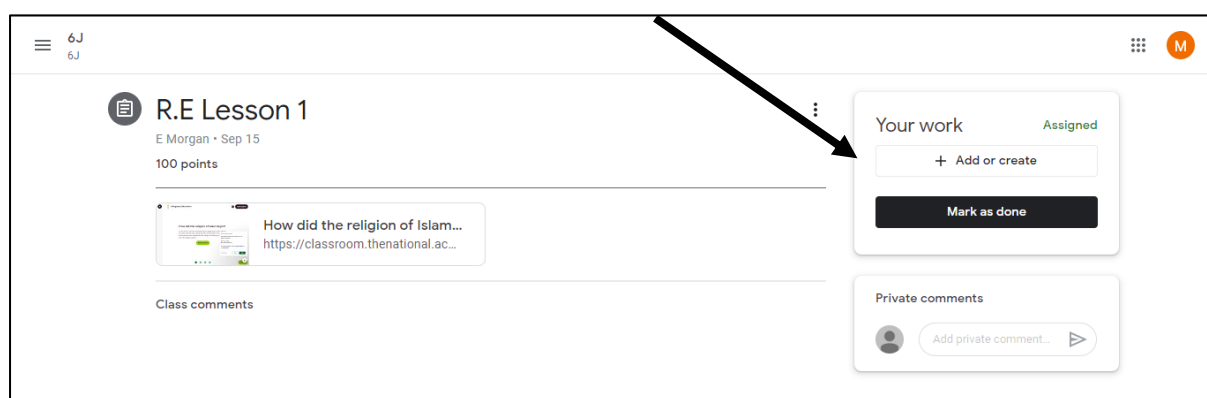 6J
6J
M
R.E Lesson 1
E Morgan • Sep 15
100 points
How did the religion of Islam...
https://classroom.thenational.ac...
Class comments
Your work
Assigned
+ Add or create
Mark as done
Private comments
Add private comment...